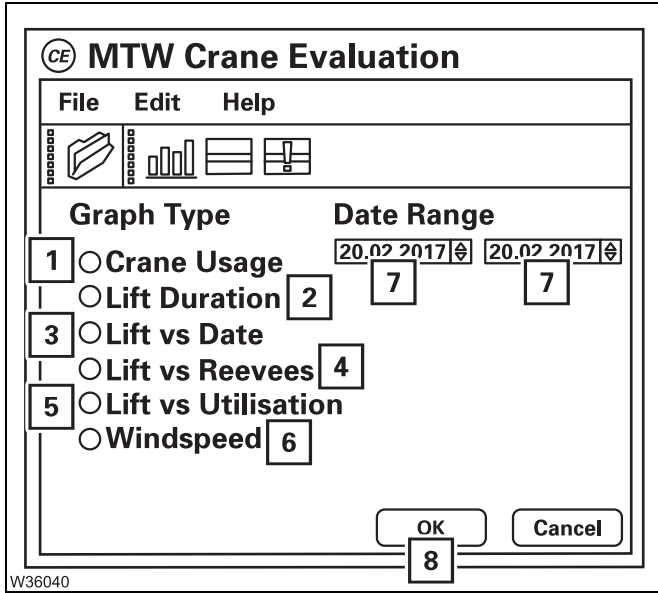 CE MTW Crane Evaluation
File Edit Help
Graph Type Date Range
1 Crane Usage 20.02.2017 20.02.2017
7 7
Lift Duration 2
3 Lift vs Date
Lift vs Reevees 4
5 Lift vs Utilisation
Windspeed 6
OK Cancel
8
W36040